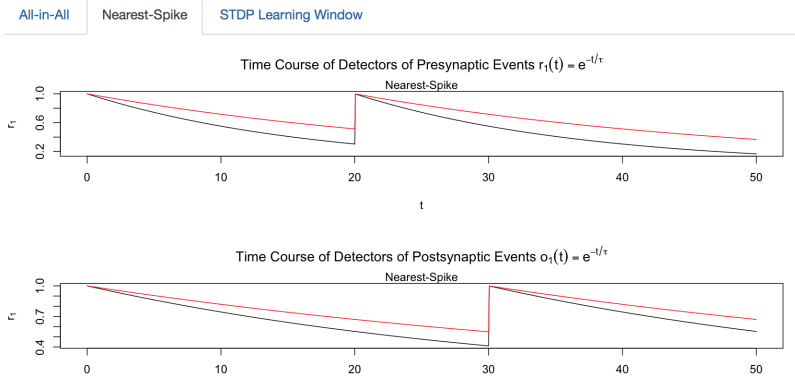 All-in-All Nearest-Spike STDP Learning Window
Time Course of Detectors of Presynaptic Events r₁(t) = e^(−t/τ)
Nearest-Spike
1.0
0.6
0.2
r₁
0 10 20 30 40 50
t
Time Course of Detectors of Postsynaptic Events o₁(t) = e^(−t/τ)
Nearest-Spike
1.0
0.7
0.4
r₁
0 10 20 30 40 50